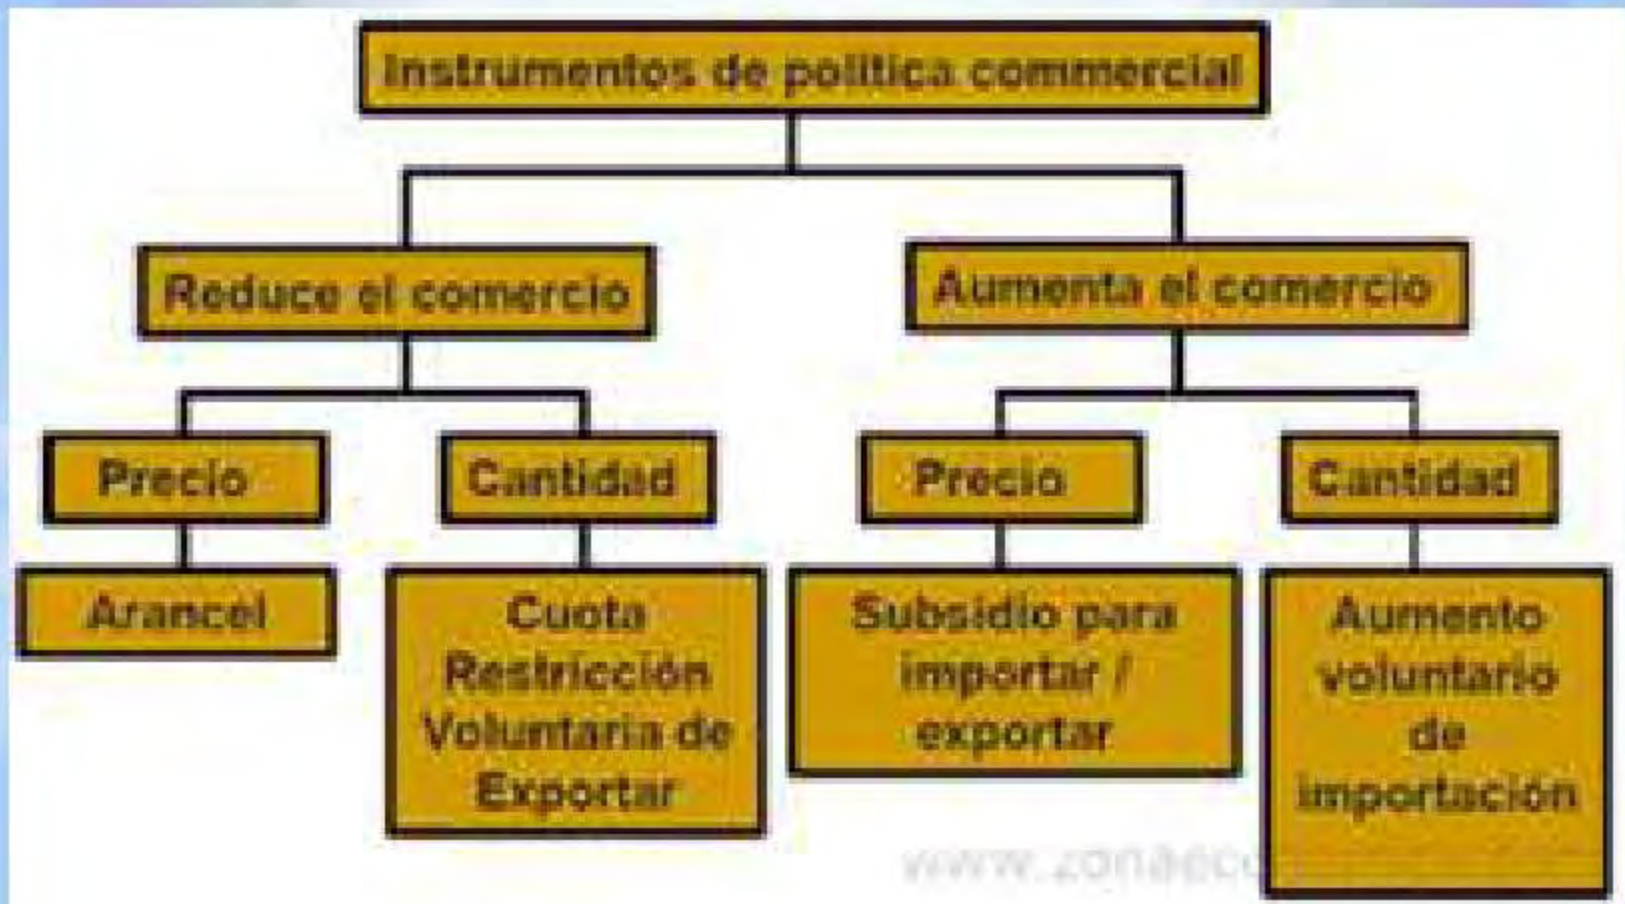 Instrumentos de política commercial
Reduce el comercio
Aumenta el comercio
Precio
Cantidad
Precio
Cantidad
Arancel
Cuota
Restricción
Voluntaria de
Exportar
Subsidio para
importar /
exportar
Aumento
voluntario
de
importación